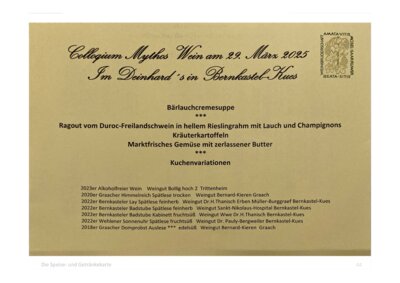 Collegium Mythos Wein am 29. März 2025
Im Deinhard´s in Bernkastel-Kues
Bärlauchcremesuppe
***
Ragout vom Duroc-Freilandschwein in hellem Rieslingrahm mit Lauch und Champignons
Kräuterkartoffeln
Marktfrisches Gemüse mit zerlassener Butter
***
Kuchenvariationen
2023er Alkoholfreier Wein Weingut Bollig hoch 2 Trittenheim
2020er Graacher Himmelreich Spätlese trocken Weingut Bernard-Kieren Graach
2022er Bernkasteler Lay Spätlese feinherb Weingut Dr.H.Thanisch Erben Müller-Burggraef Bernkastel-Kues
2022er Bernkasteler Badstube Spätlese feinherb Weingut Sankt-Nikolaus-Hospital Bernkastel-Kues
2022er Bernkasteler Badstube Kabinett fruchtsüß Weingut Wwe Dr.H.Thanisch Bernkastel-Kues
2022er Wehlener Sonnenuhr Spätlese fruchtsüß Weingut Dr. Pauly-Bergweiler Bernkastel-Kues
2018er Graacher Domprobst Auslese *** edelsüß Weingut Bernard-Kieren Graach
Die Speise- und Getränkekarte